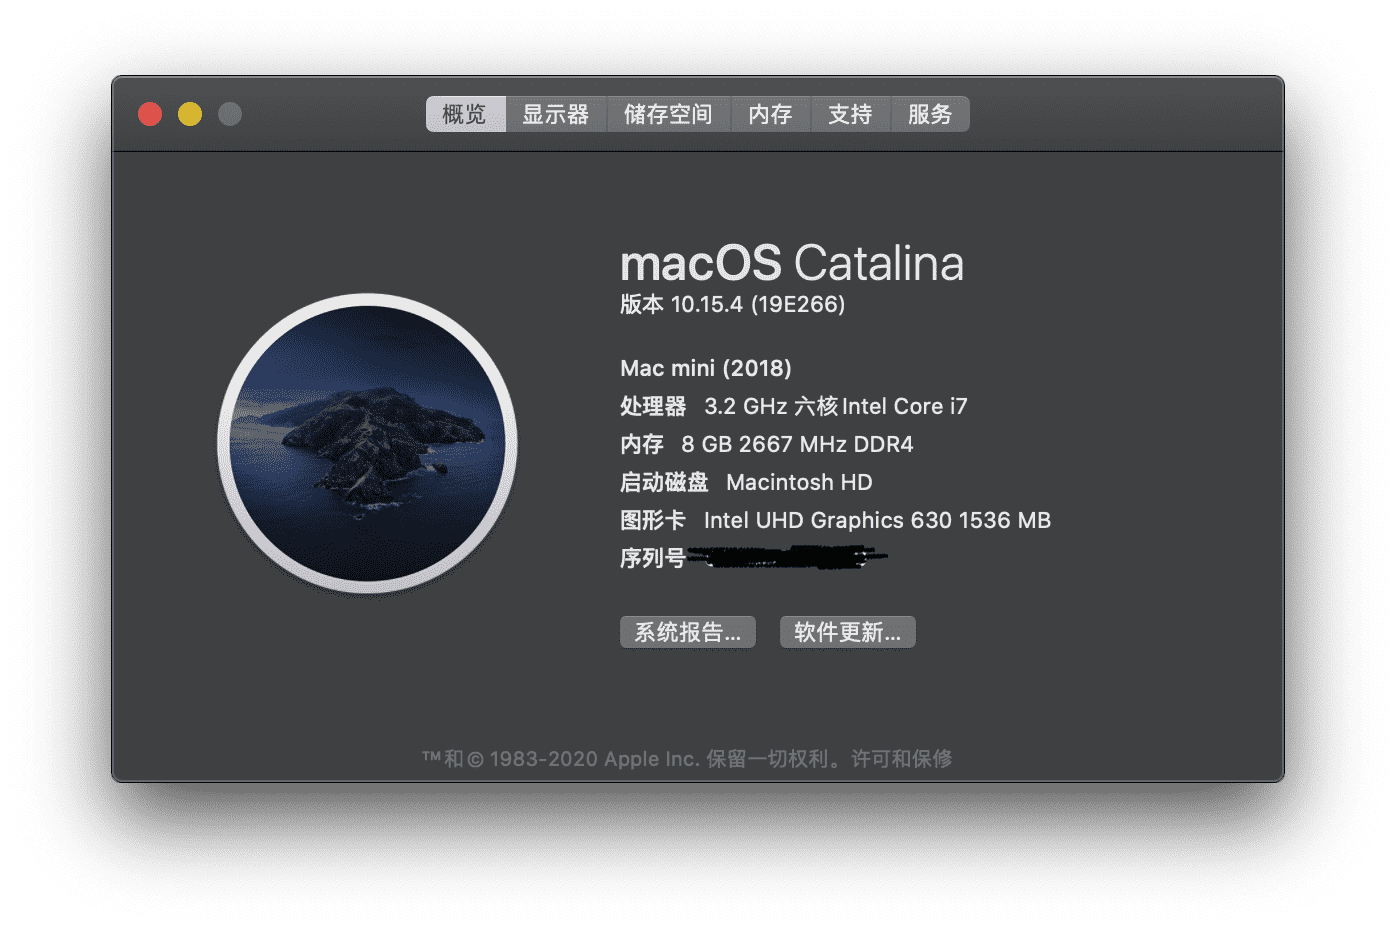 概览 显示器 储存空间 内存 支持 服务
macOS Catalina
版本 10.15.4 (19E266)
Mac mini (2018)
处理器 3.2 GHz 六核Intel Core i7
内存 8 GB 2667 MHz DDR4
启动磁盘 Macintosh HD
图形卡 Intel UHD Graphics 630 1536 MB
序列号
系统报告... 软件更新...
™和© 1983-2020 Apple Inc. 保留一切权利。许可和保修